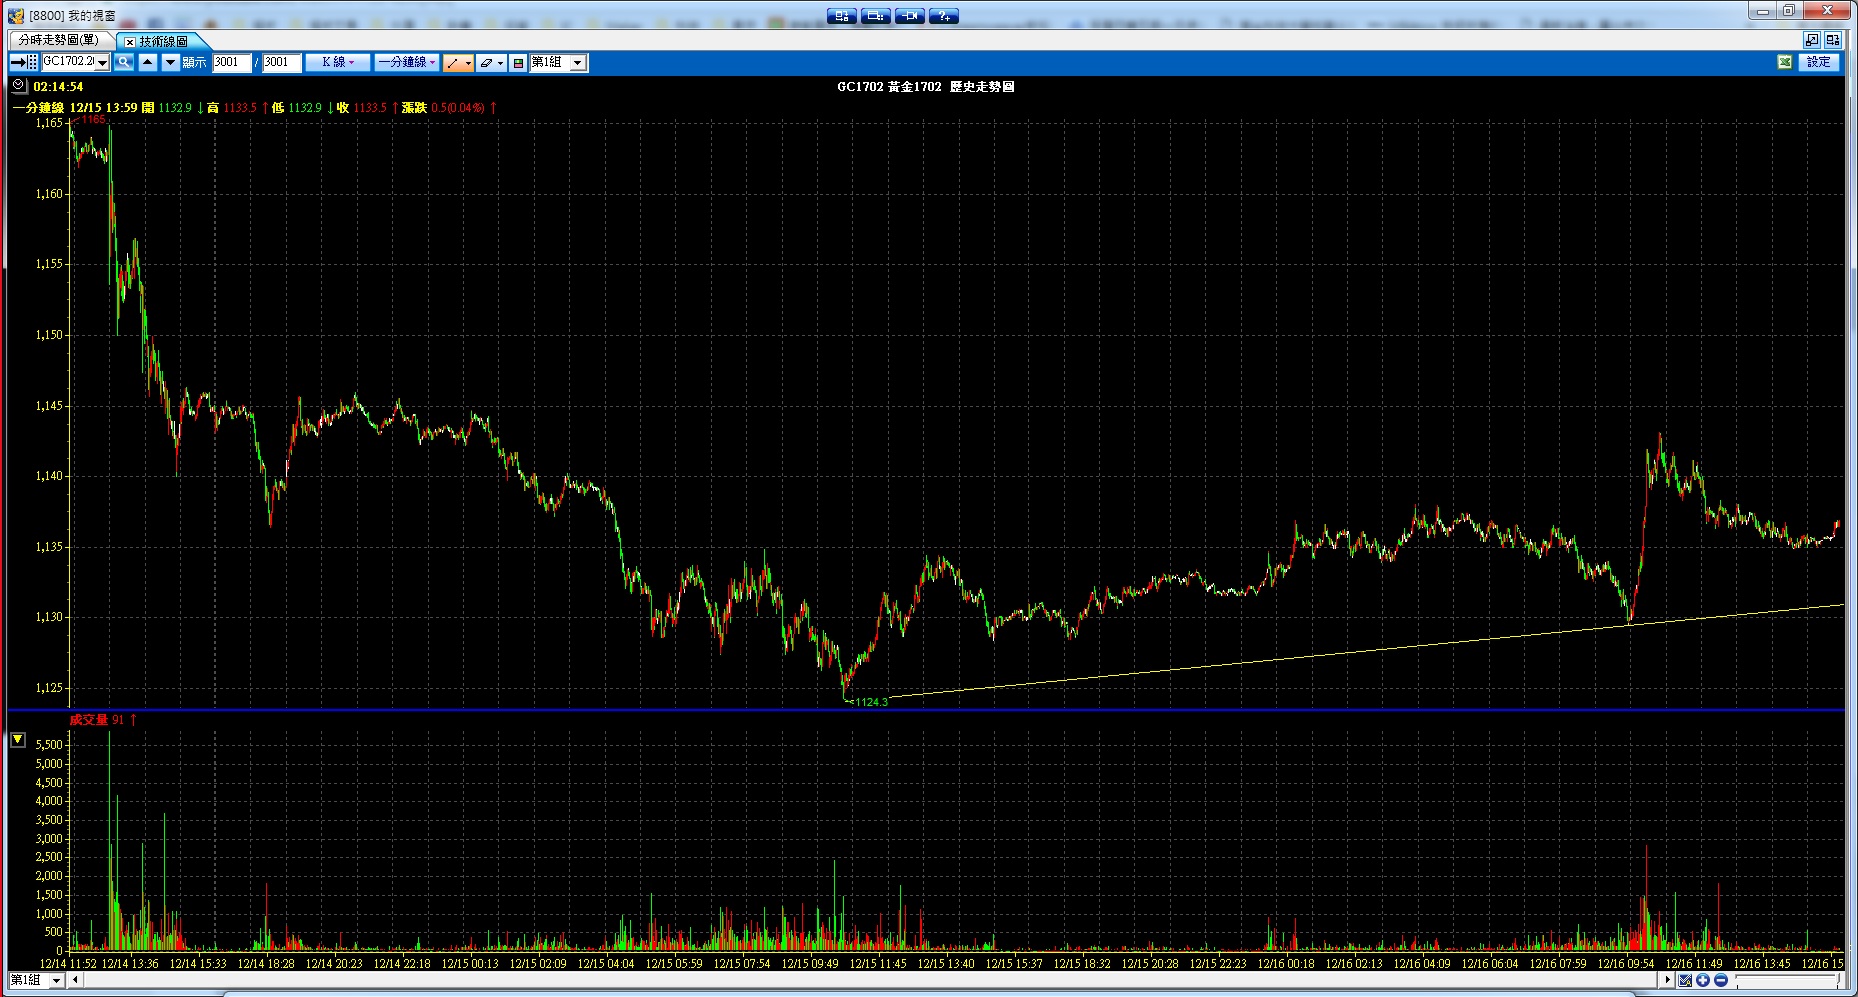 [8800] 我的視窗
分時走勢圖(單)
技術線圖
GC1702.2 顯示 3001 / 3001 K 線 一分鐘線 第1組 設定
02:14:54
GC1702 黃金1702 歷史走勢圖
一分鐘線 12/15 13:59 開 1132.9 ↓ 高 1133.5 ↑ 低 1132.9 ↓ 收 1133.5 ↑ 漲跌 0.5(0.04%) ↑
1,165
1165
1,160
1,155
1,150
1,145
1,140
1,135
1,130
1,125
1124.3
成交量 91 ↑
5,500
5,000
4,500
4,000
3,500
3,000
2,500
2,000
1,500
1,000
500
0
12/14 11:52 12/14 13:36 12/14 15:33 12/14 18:28 12/14 20:23 12/14 22:18 12/15 00:13 12/15 02:09 12/15 04:04 12/15 05:59 12/15 07:54 12/15 09:49 12/15 11:45 12/15 13:40 12/15 15:37 12/15 18:32 12/15 20:28 12/15 22:23 12/16 00:18 12/16 02:13 12/16 04:09 12/16 06:04 12/16 07:59 12/16 09:54 12/16 11:49 12/16 13:45 12/16 15
第1組